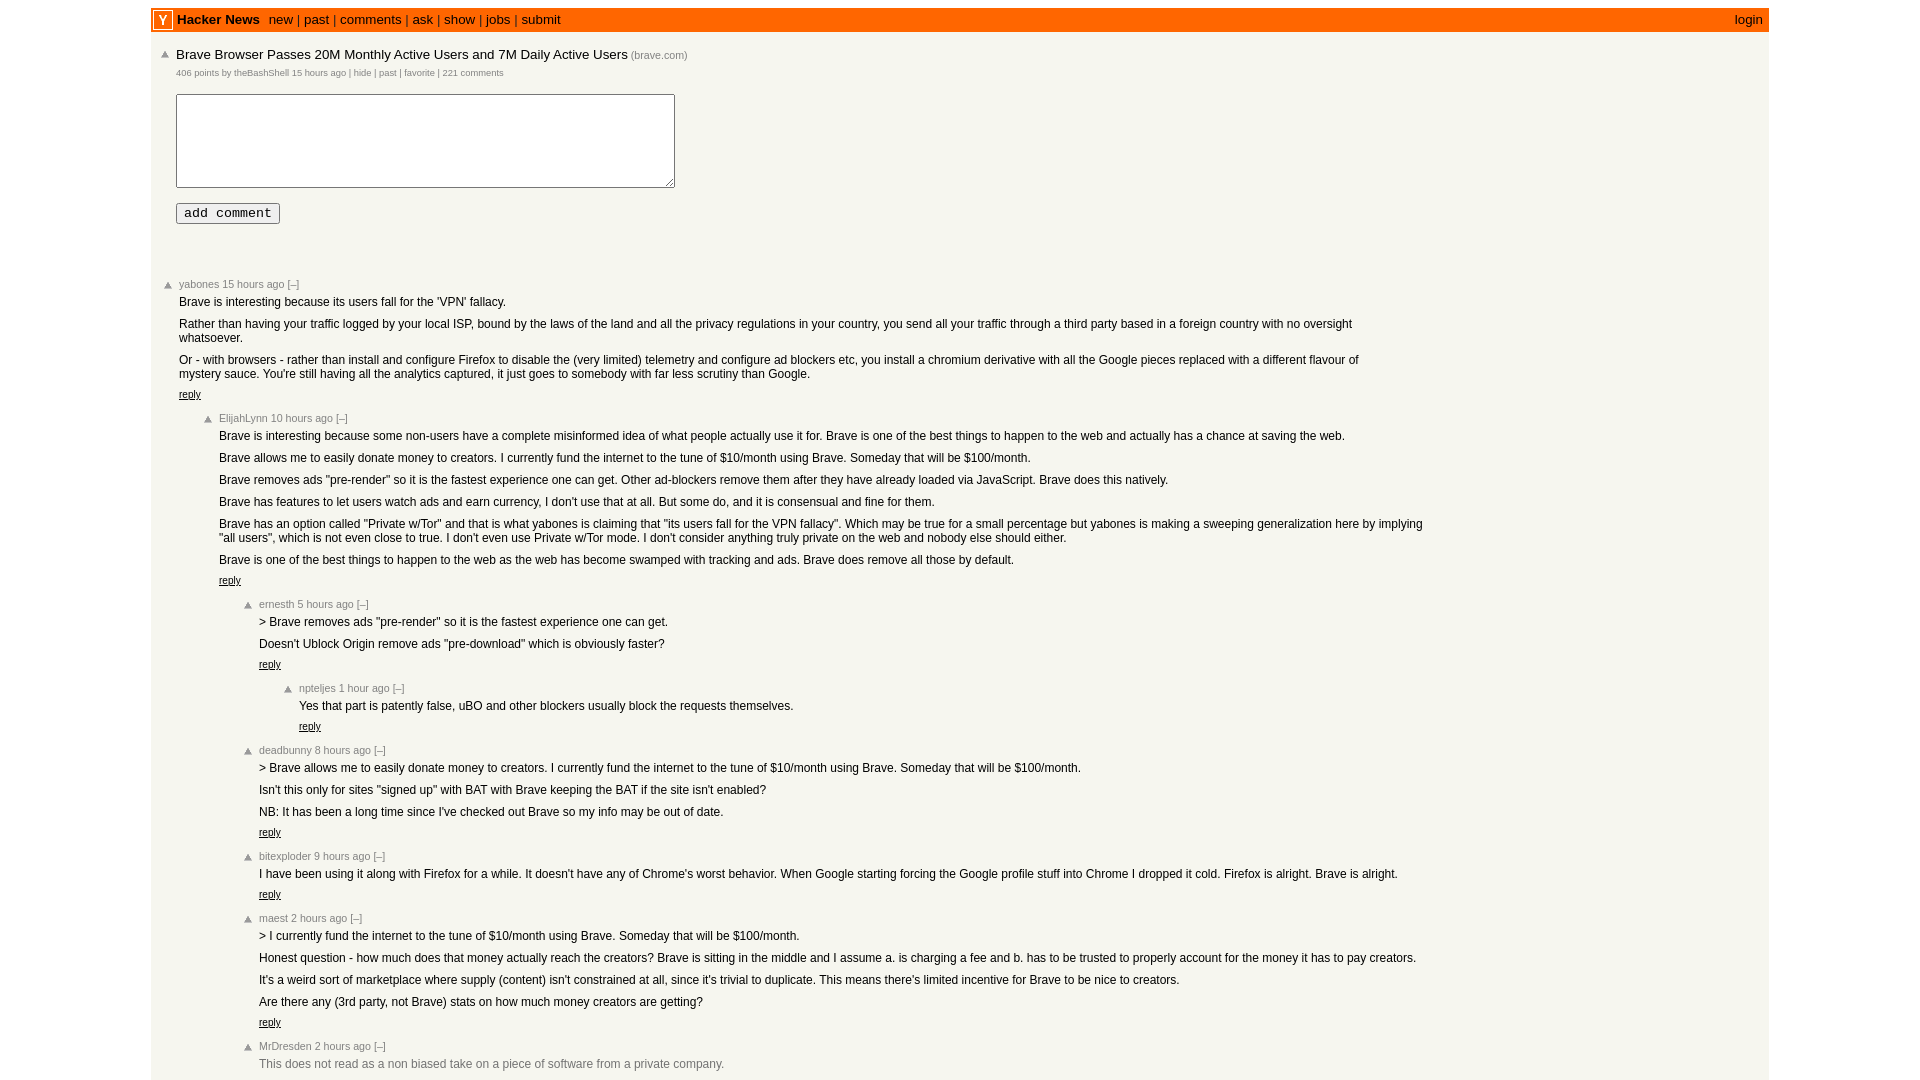 Y Hacker News new | past | comments | ask | show | jobs | submit login
Brave Browser Passes 20M Monthly Active Users and 7M Daily Active Users (brave.com)
406 points by theBashShell 15 hours ago | hide | past | favorite | 221 comments
add comment
yabones 15 hours ago [–]
Brave is interesting because its users fall for the 'VPN' fallacy.
Rather than having your traffic logged by your local ISP, bound by the laws of the land and all the privacy regulations in your country, you send all your traffic through a third party based in a foreign country with no oversight
whatsoever.
Or - with browsers - rather than install and configure Firefox to disable the (very limited) telemetry and configure ad blockers etc, you install a chromium derivative with all the Google pieces replaced with a different flavour of
mystery sauce. You're still having all the analytics captured, it just goes to somebody with far less scrutiny than Google.
reply
ElijahLynn 10 hours ago [–]
Brave is interesting because some non-users have a complete misinformed idea of what people actually use it for. Brave is one of the best things to happen to the web and actually has a chance at saving the web.
Brave allows me to easily donate money to creators. I currently fund the internet to the tune of $10/month using Brave. Someday that will be $100/month.
Brave removes ads "pre-render" so it is the fastest experience one can get. Other ad-blockers remove them after they have already loaded via JavaScript. Brave does this natively.
Brave has features to let users watch ads and earn currency, I don't use that at all. But some do, and it is consensual and fine for them.
Brave has an option called "Private w/Tor" and that is what yabones is claiming that "its users fall for the VPN fallacy". Which may be true for a small percentage but yabones is making a sweeping generalization here by implying
"all users", which is not even close to true. I don't even use Private w/Tor mode. I don't consider anything truly private on the web and nobody else should either.
Brave is one of the best things to happen to the web as the web has become swamped with tracking and ads. Brave does remove all those by default.
reply
ernesth 5 hours ago [–]
> Brave removes ads "pre-render" so it is the fastest experience one can get.
Doesn't Ublock Origin remove ads "pre-download" which is obviously faster?
reply
npteljes 1 hour ago [–]
Yes that part is patently false, uBO and other blockers usually block the requests themselves.
reply
deadbunny 8 hours ago [–]
> Brave allows me to easily donate money to creators. I currently fund the internet to the tune of $10/month using Brave. Someday that will be $100/month.
Isn't this only for sites "signed up" with BAT with Brave keeping the BAT if the site isn't enabled?
NB: It has been a long time since I've checked out Brave so my info may be out of date.
reply
bitexploder 9 hours ago [–]
I have been using it along with Firefox for a while. It doesn't have any of Chrome's worst behavior. When Google starting forcing the Google profile stuff into Chrome I dropped it cold. Firefox is alright. Brave is alright.
reply
maest 2 hours ago [–]
> I currently fund the internet to the tune of $10/month using Brave. Someday that will be $100/month.
Honest question - how much does that money actually reach the creators? Brave is sitting in the middle and I assume a. is charging a fee and b. has to be trusted to properly account for the money it has to pay creators.
It's a weird sort of marketplace where supply (content) isn't constrained at all, since it's trivial to duplicate. This means there's limited incentive for Brave to be nice to creators.
Are there any (3rd party, not Brave) stats on how much money creators are getting?
reply
MrDresden 2 hours ago [–]
This does not read as a non biased take on a piece of software from a private company.